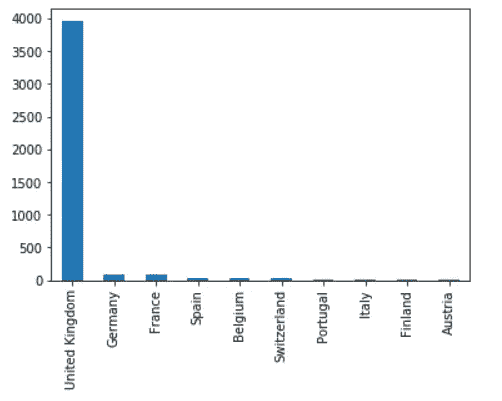 4000
3500
3000
2500
2000
1500
1000
500
0
United Kingdom
Germany
France
Spain
Belgium
Switzerland
Portugal
Italy
Finland
Austria